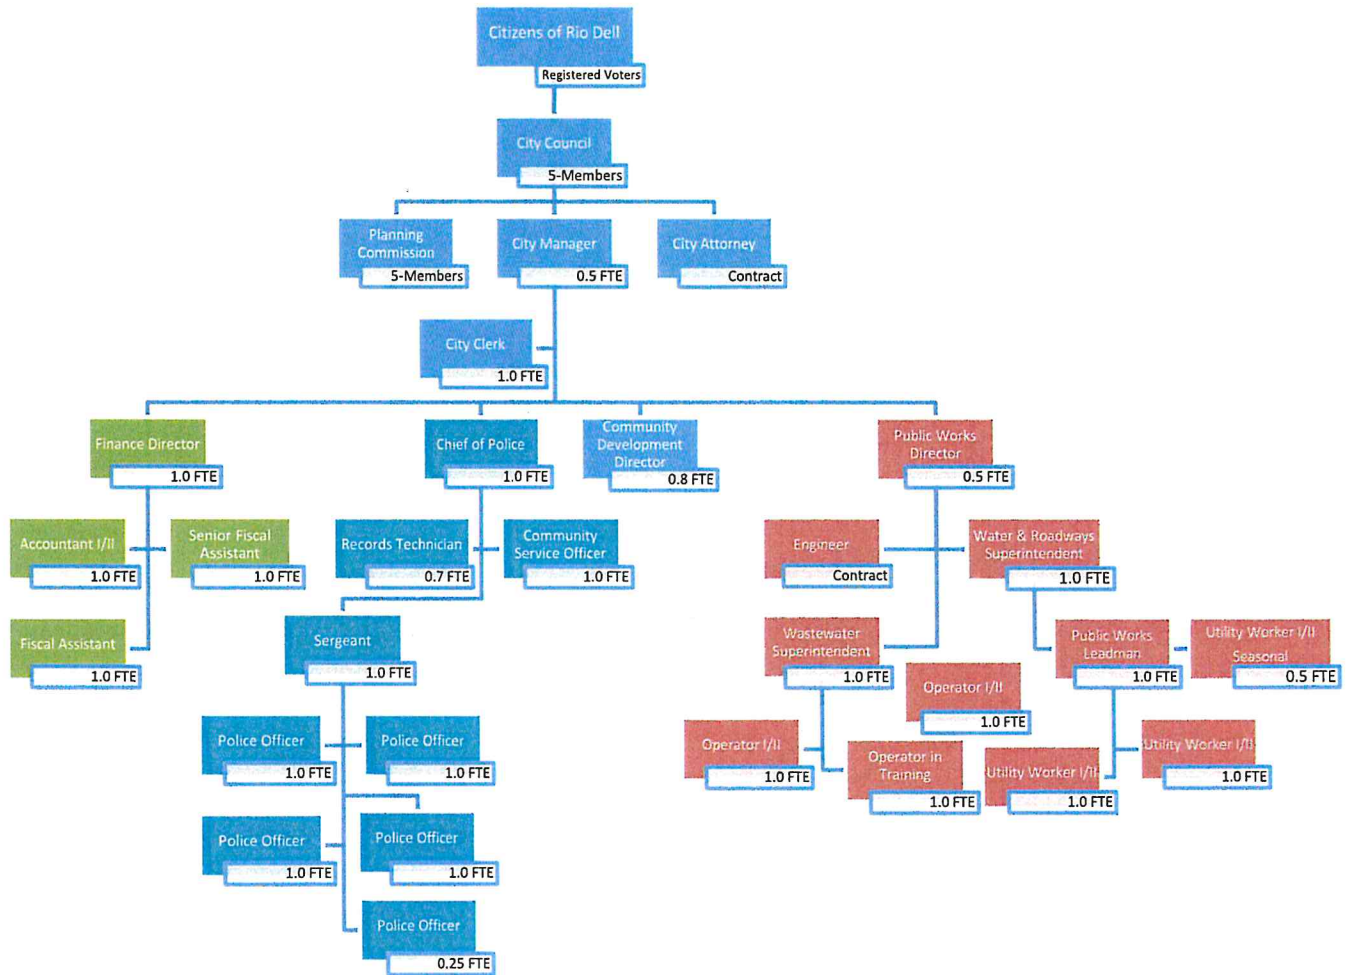 Citizens of Rio Dell
Registered Voters
City Council
5-Members
Planning
Commission
5-Members
City Manager
0.5 FTE
City Attorney
Contract
City Clerk
1.0 FTE
Finance Director
1.0 FTE
Chief of Police
1.0 FTE
Community
Development
Director
0.8 FTE
Public Works
Director
0.5 FTE
Accountant I/II
1.0 FTE
Senior Fiscal
Assistant
1.0 FTE
Records Technician
0.7 FTE
Community
Service Officer
1.0 FTE
Engineer
Contract
Water & Roadways
Superintendent
1.0 FTE
Fiscal Assistant
1.0 FTE
Sergeant
1.0 FTE
Wastewater
Superintendent
1.0 FTE
Operator I/II
1.0 FTE
Public Works
Leadman
1.0 FTE
Utility Worker I/II
Seasonal
0.5 FTE
Police Officer
1.0 FTE
Police Officer
1.0 FTE
Operator I/II
1.0 FTE
Operator in
Training
1.0 FTE
Utility Worker I/II
1.0 FTE
Utility Worker I/II
1.0 FTE
Police Officer
1.0 FTE
Police Officer
1.0 FTE
Police Officer
0.25 FTE